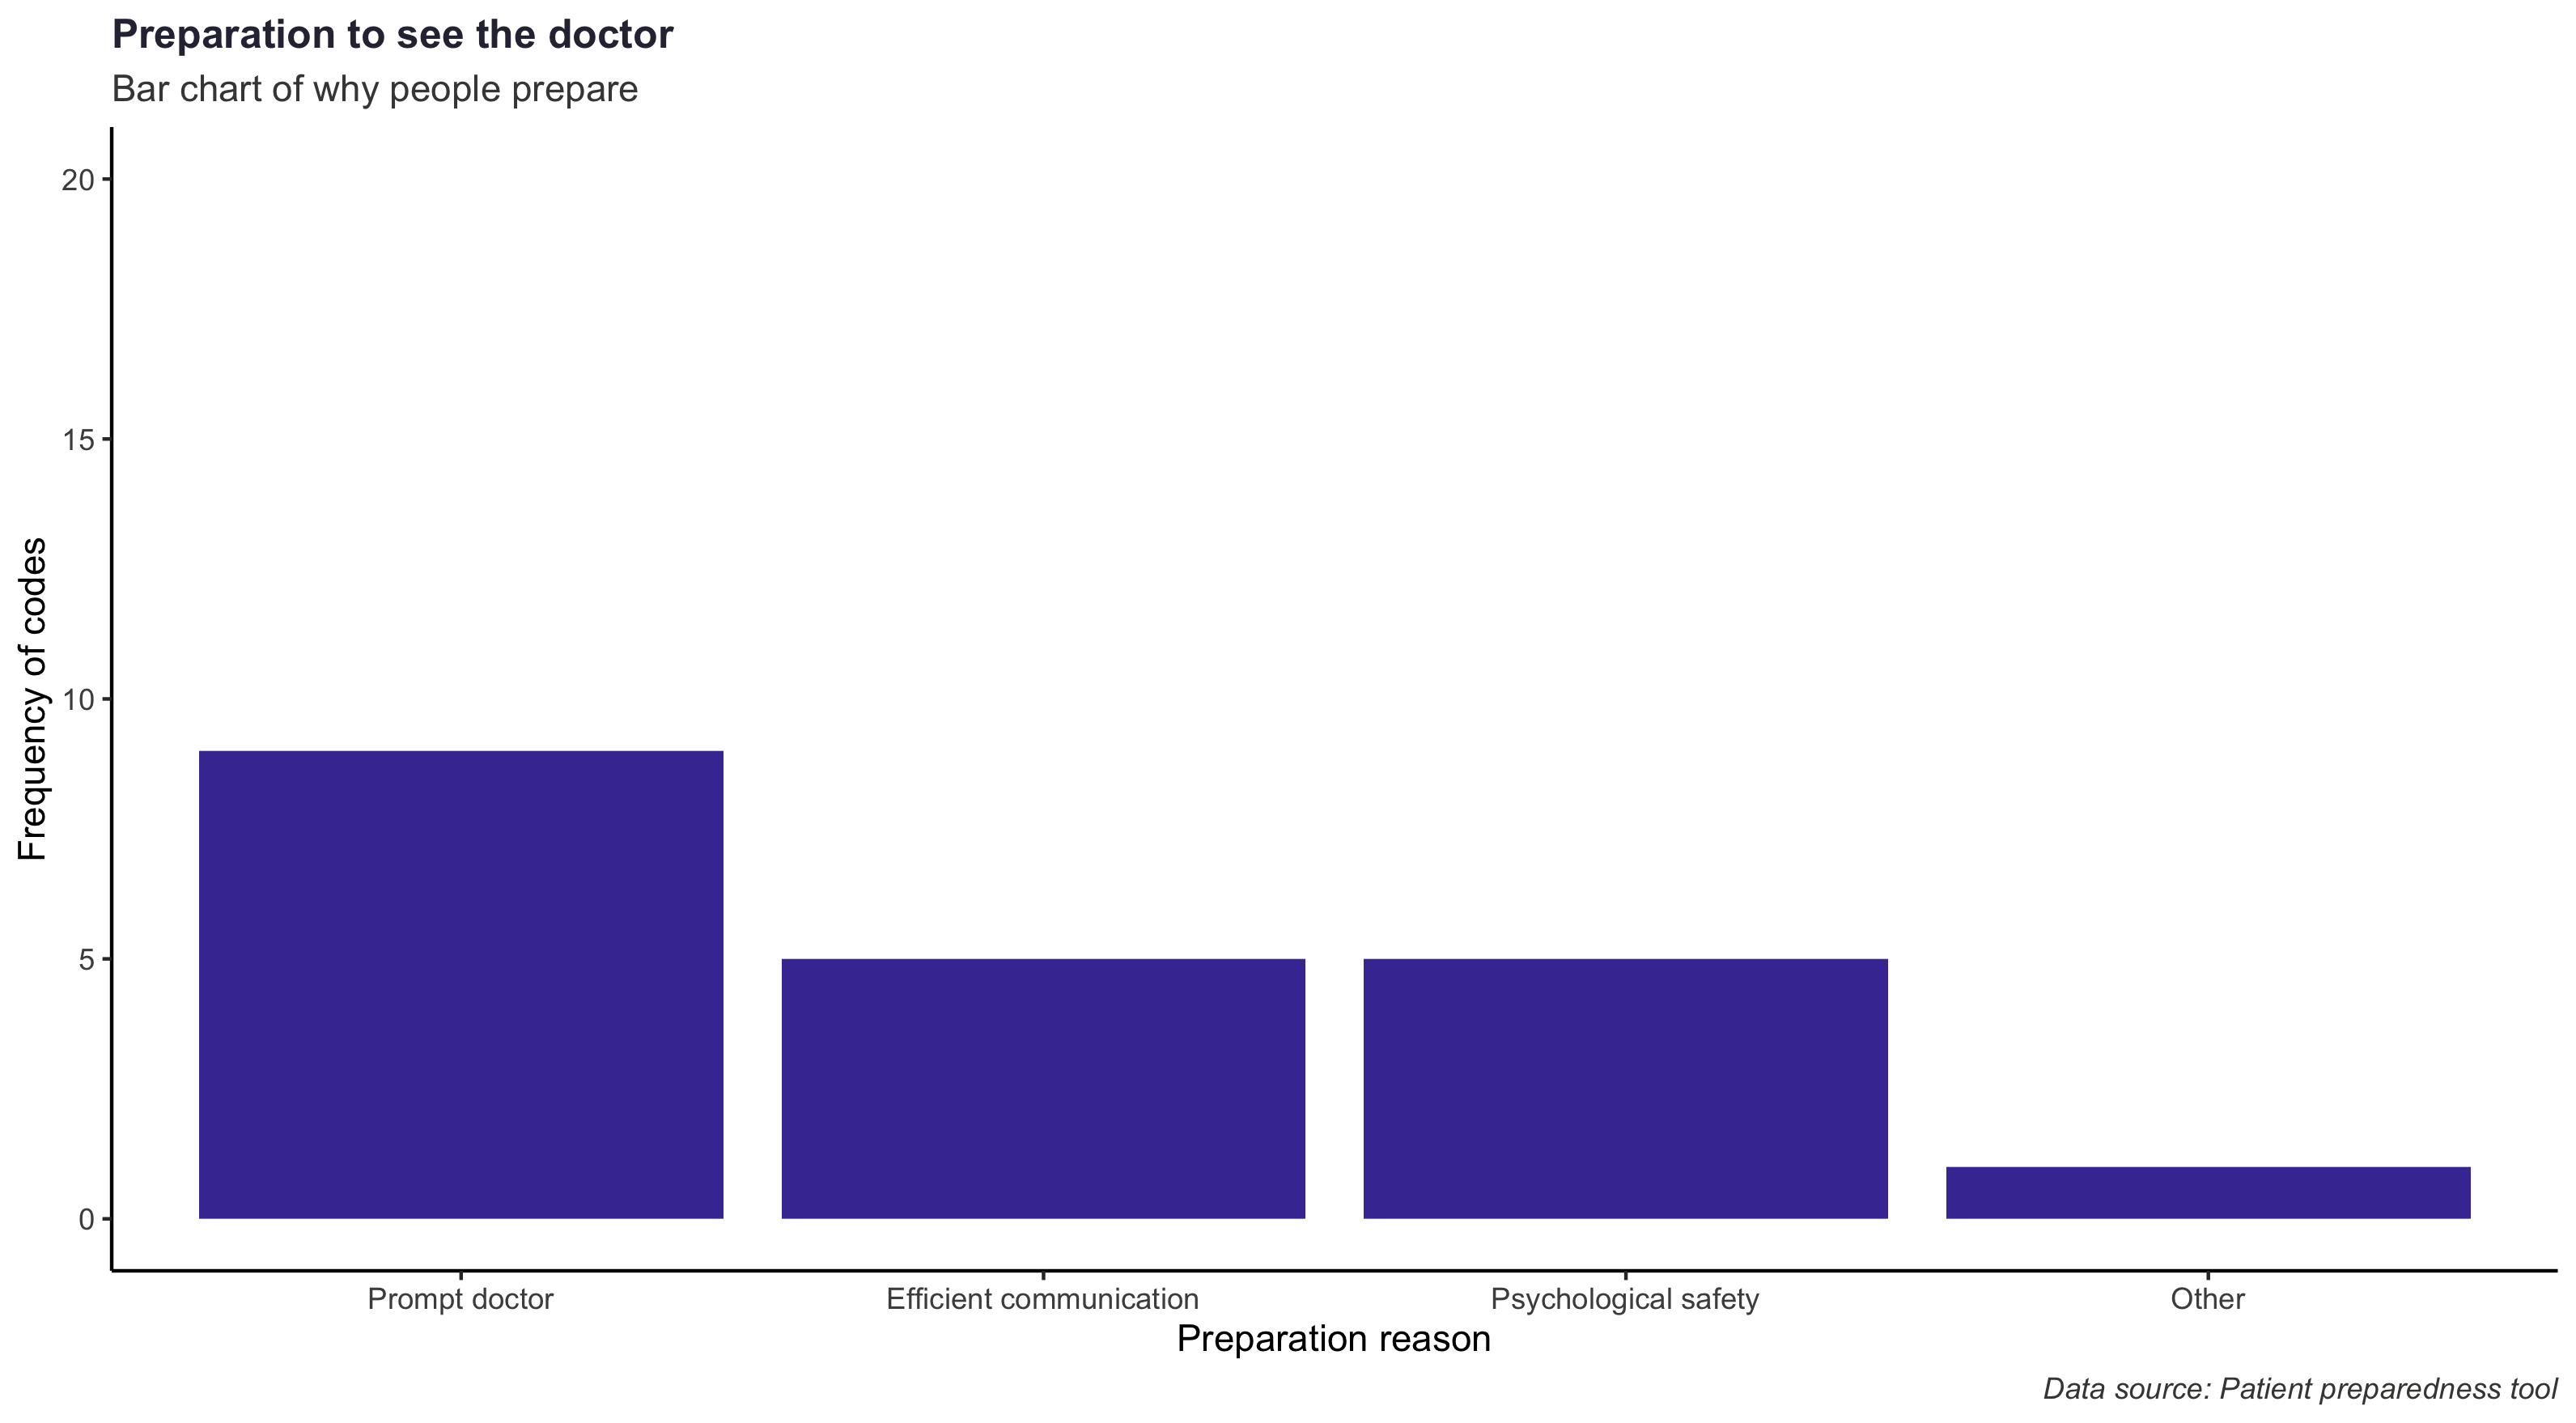 Preparation to see the doctor
Bar chart of why people prepare
Frequency of codes
20
15
10
5
0
Prompt doctor
Efficient communication
Psychological safety
Other
Preparation reason
Data source: Patient preparedness tool